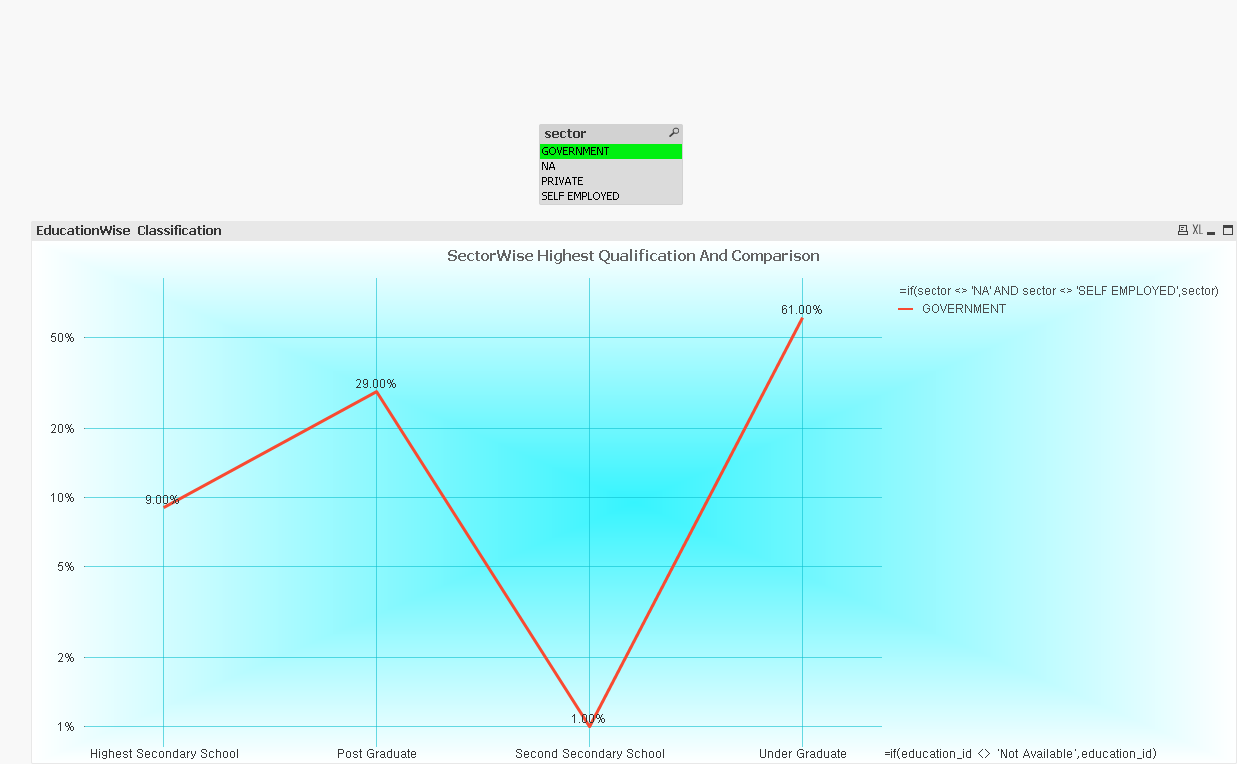 sector
GOVERNMENT
NA
PRIVATE
SELF EMPLOYED
EducationWise Classification
XL
SectorWise Highest Qualification And Comparison
=if(sector <> 'NA' AND sector <> 'SELF EMPLOYED',sector)
GOVERNMENT
61.00%
50%
29.00%
20%
10%
9.00%
5%
2%
1.00%
1%
Highest Secondary School
Post Graduate
Second Secondary School
Under Graduate
=if(education_id <> 'Not Available',education_id)